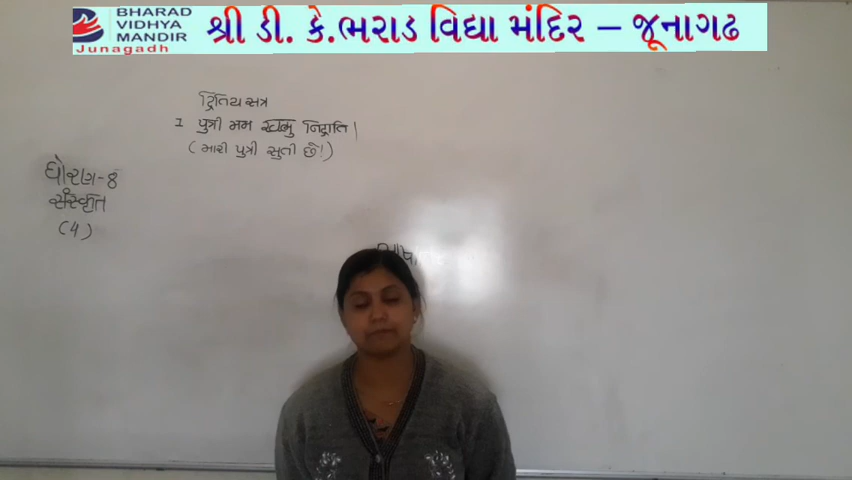 BHARAD
VIDHYA
MANDIR
Junagadh
શ્રી ડી. કે.ભરાડ વિદ્યા મંદિર – જૂનાગઢ
દ્વિતિય સત્ર
1 પુત્રી મમ ખલુ નિદ્રાતિ|
(મારી પુત્રી સુતી છે!)
ધોરણ-8
સંસ્કૃત
(4)